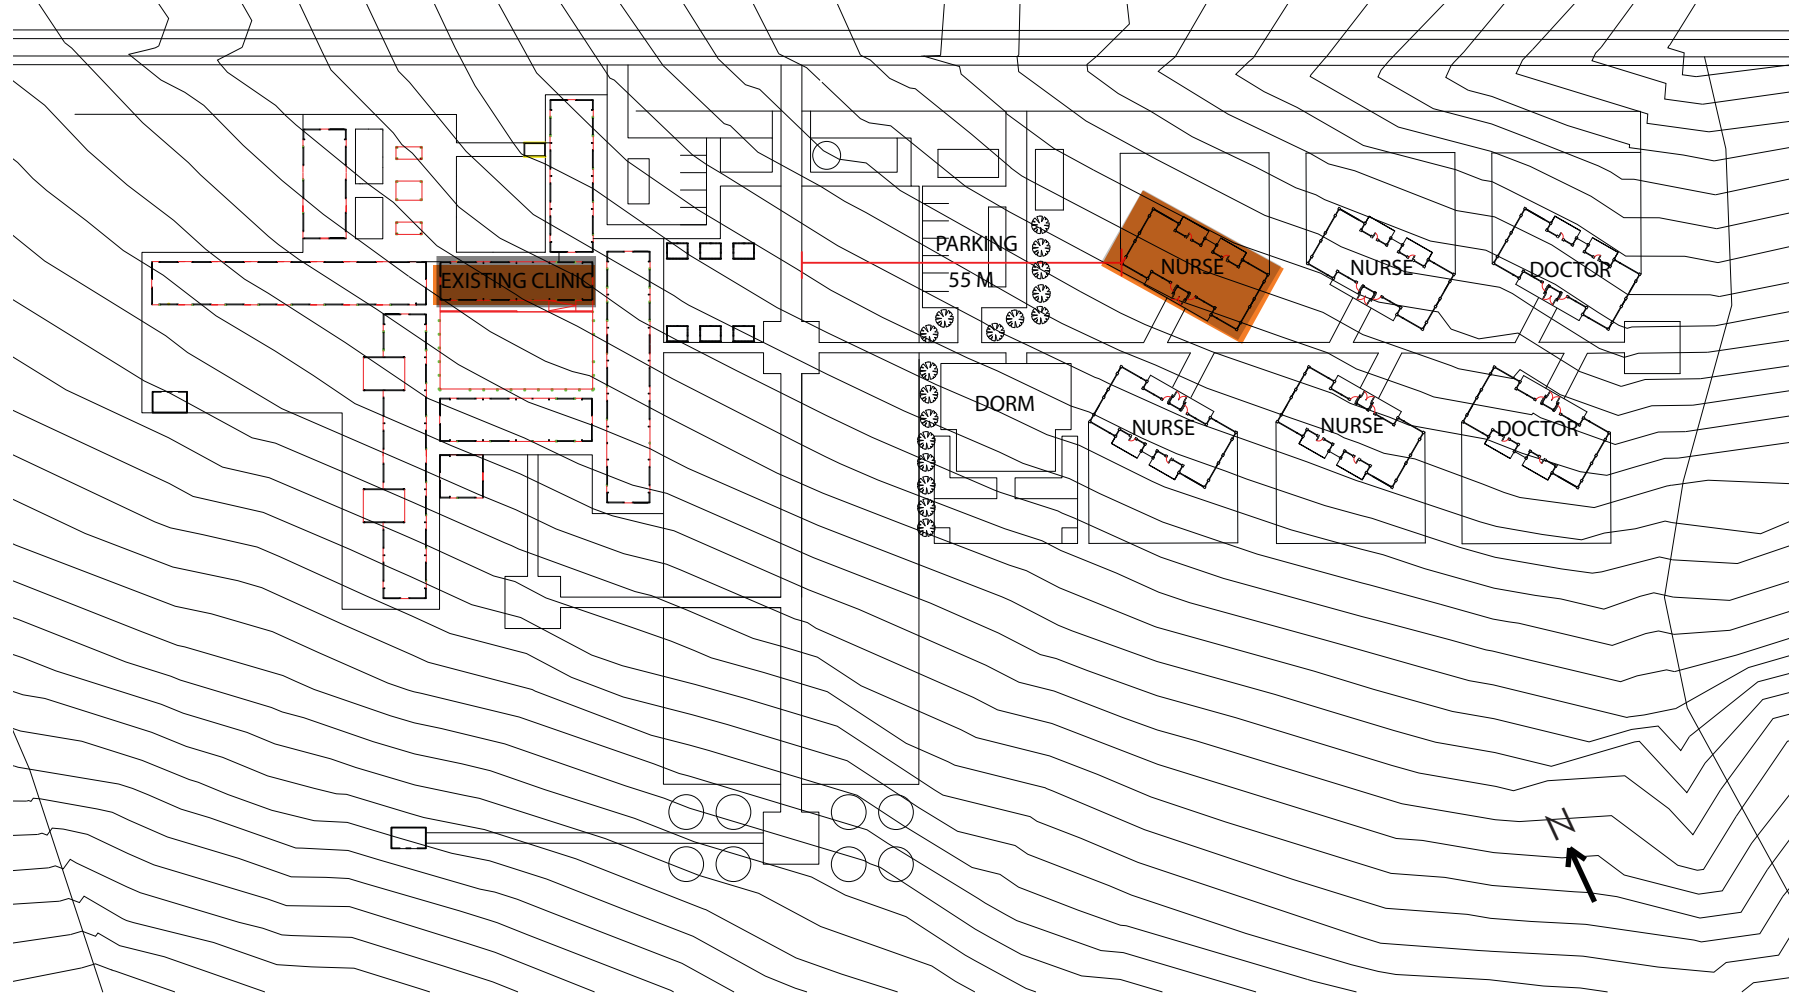 PARKING
55 M
EXISTING CLINIC
NURSE
NURSE
DOCTOR
DORM
NURSE
NURSE
DOCTOR
N